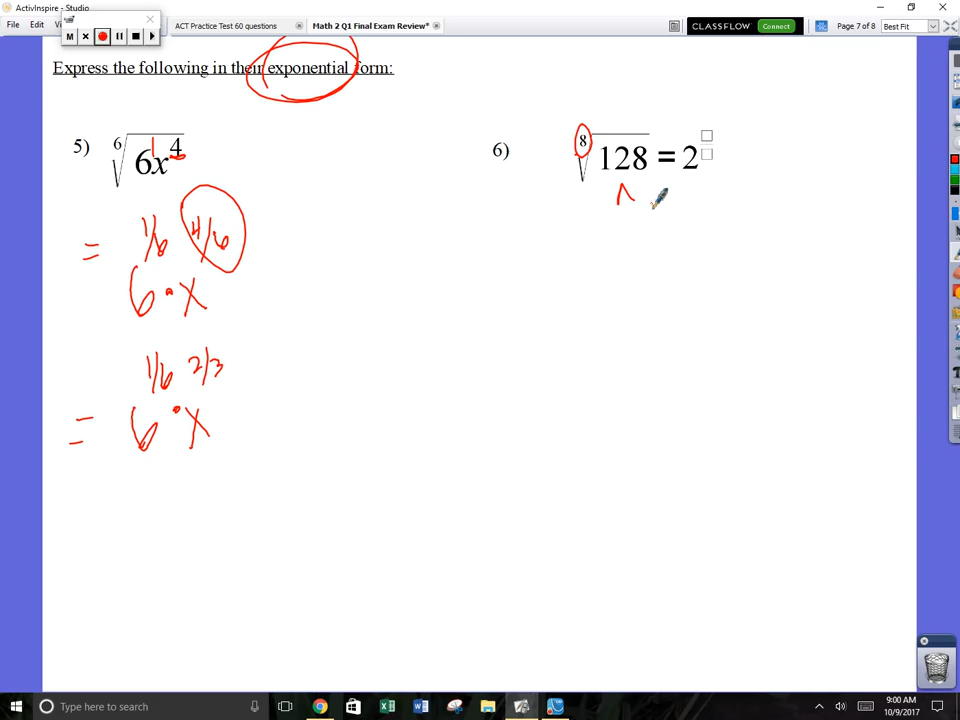 ActivInspire - Studio
File Edit
ACT Practice Test 60 questions
Math 2 Q1 Final Exam Review*
CLASSFLOW Connect
Page 7 of 8
Best Fit
M
Express the following in their exponential form:
5) ⁶√6x⁴
1
= 6^1/6 · x^4/6
= 6^1/6 · x^2/3
6) ⁸√128 = 2^□/□
Type here to search
9:00 AM
10/9/2017